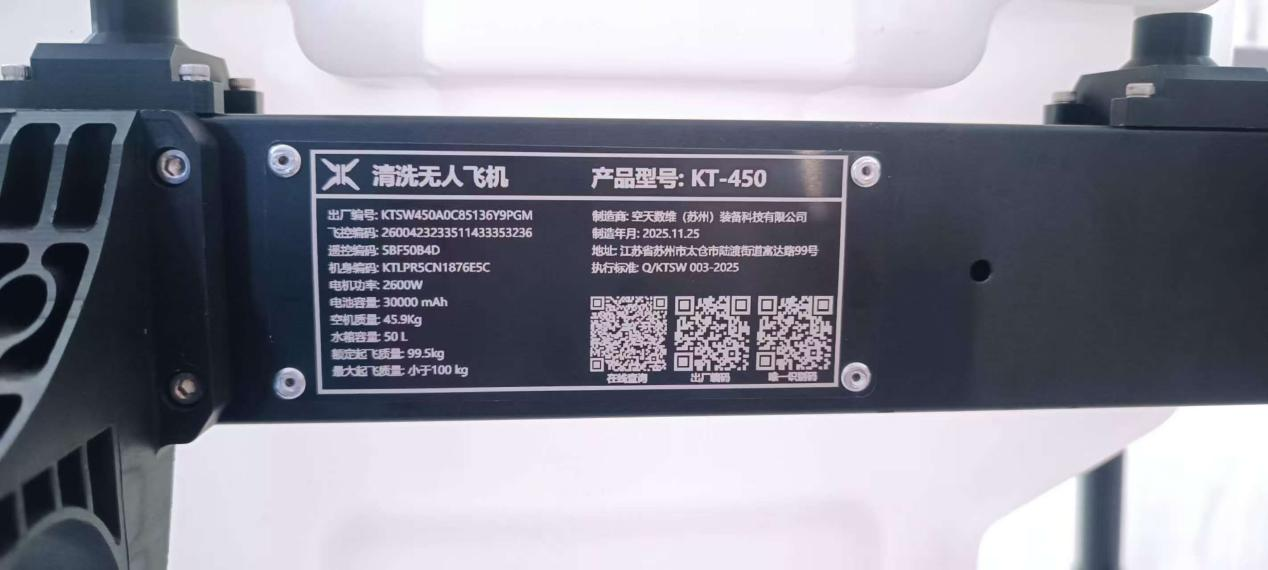 清洗无人飞机
产品型号: KT-450
出厂编号: KTSW450A0C85136Y9PGM
飞控编码: 2600423233511433353236
遥控编码: 5BF50B4D
机身编码: KTLPR5CN1876E5C
电机功率: 2600W
电池容量: 30000 mAh
空机质量: 45.9Kg
水箱容量: 50 L
额定起飞质量: 99.5kg
最大起飞质量: 小于100 kg
制造商: 空天数维（苏州）装备科技有限公司
制造年月: 2025.11.25
地址: 江苏省苏州市太仓市陆渡街道富达路99号
执行标准: Q/KTSW 003-2025
在线查询
出厂编码
唯一识别码